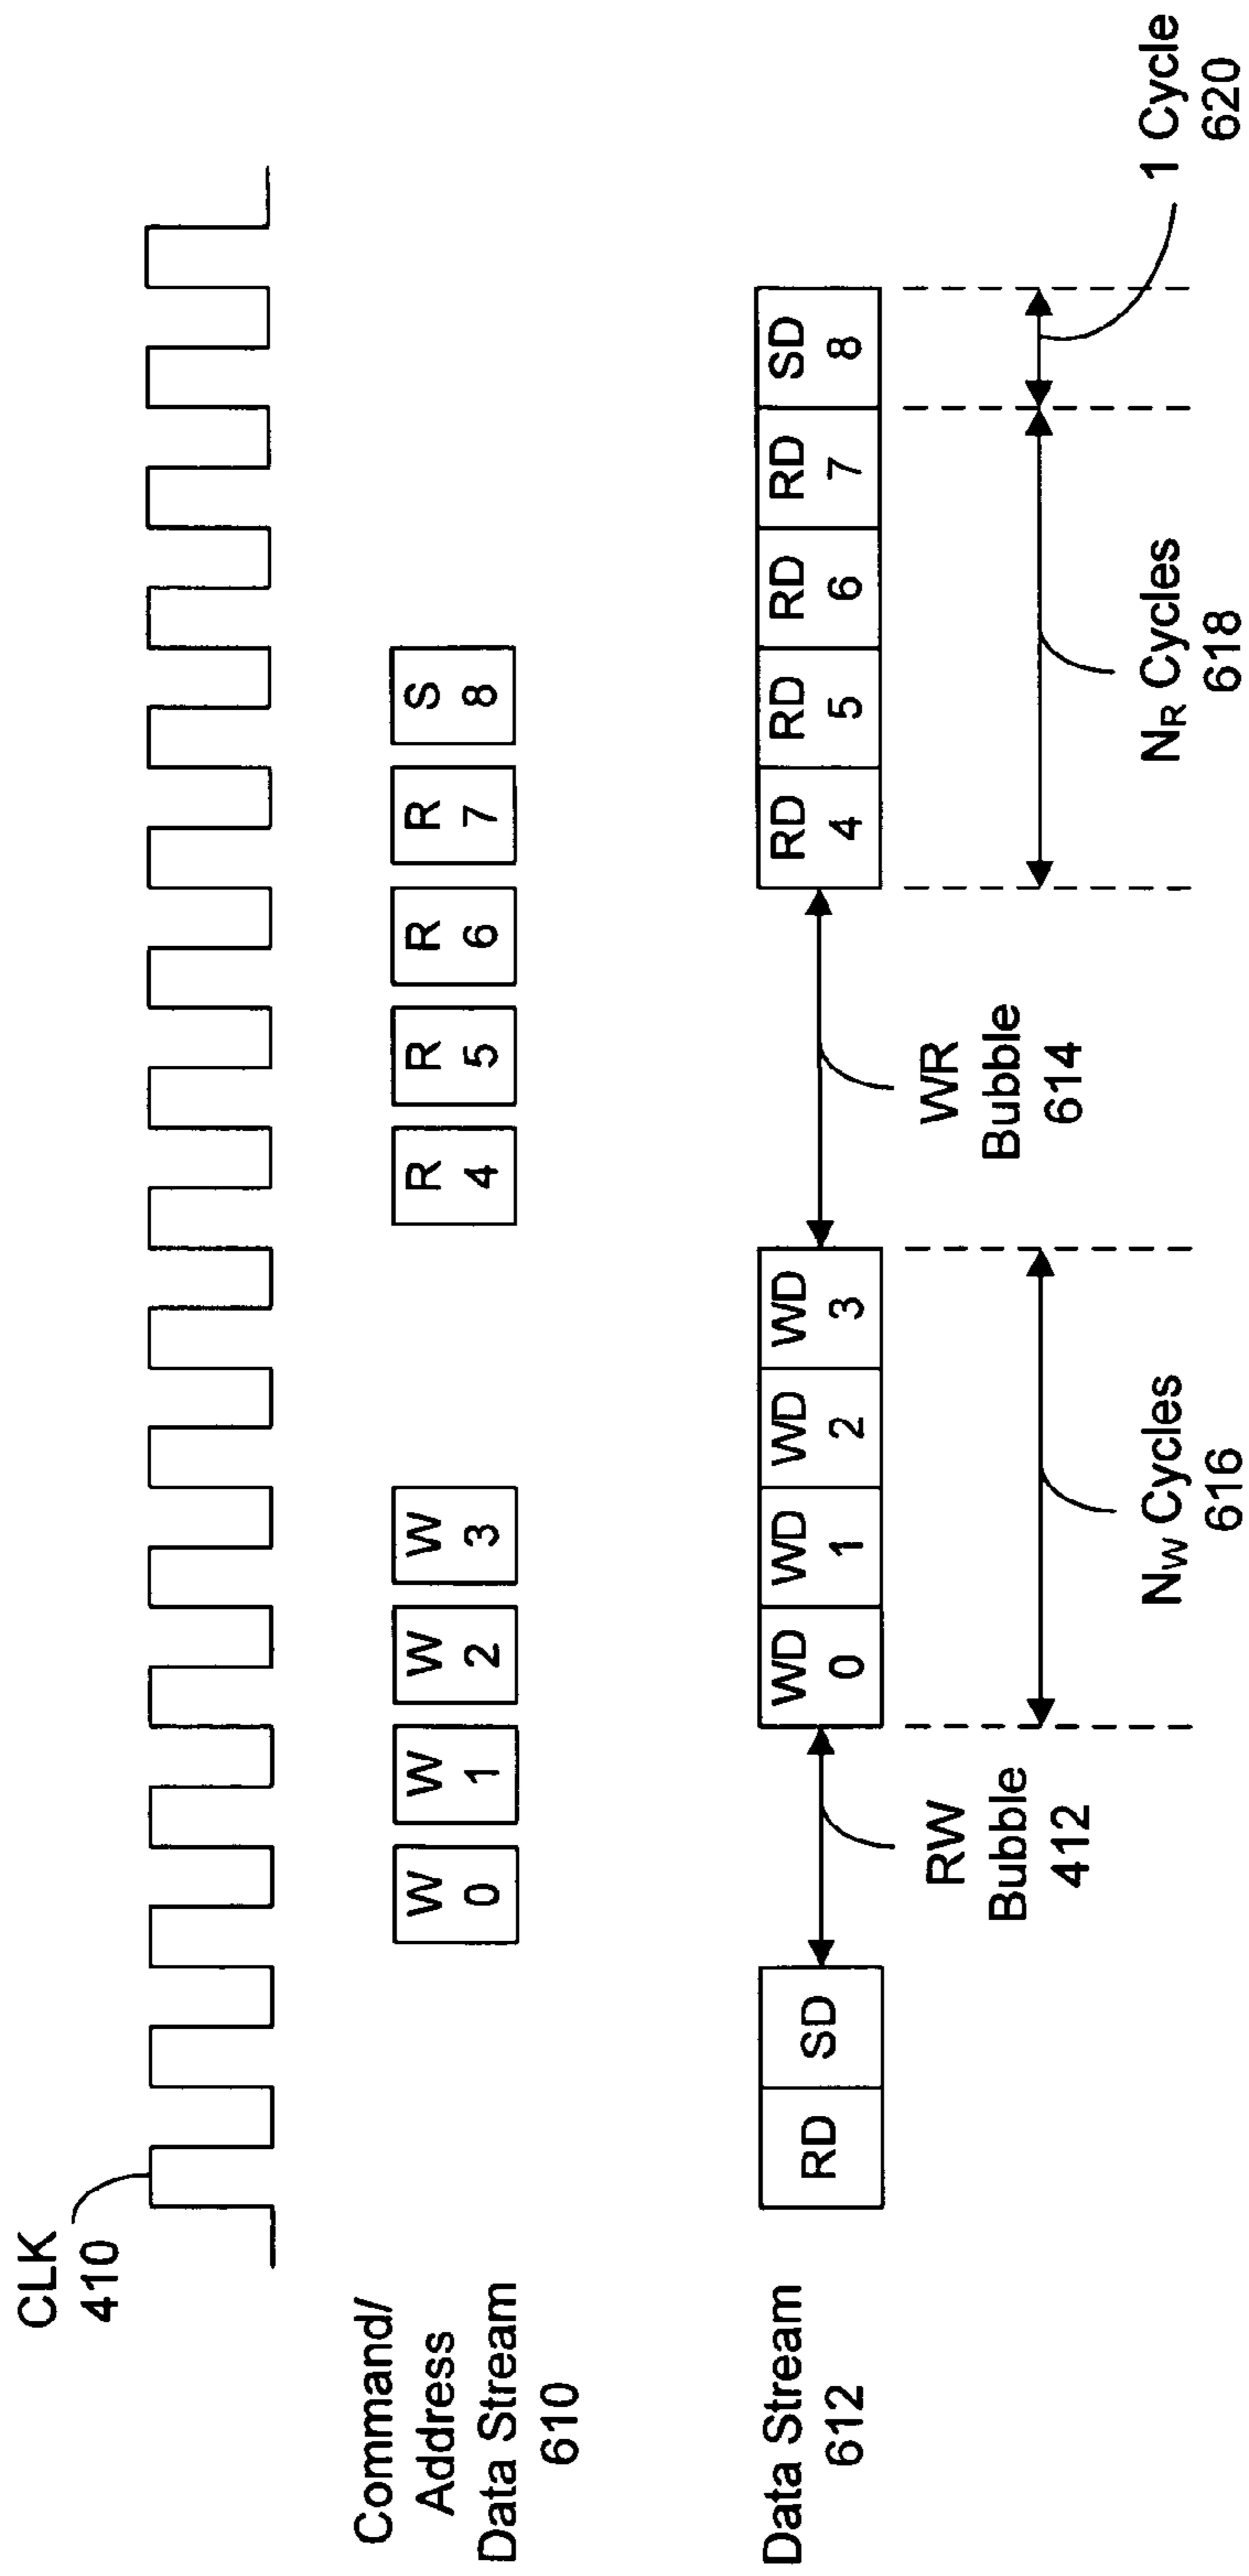 CLK
410
Command/
Address
Data Stream
610
W W W W R R R R S
0 1 2 3 4 5 6 7 8
Data Stream
612
RD SD WD WD WD WD RD RD RD RD SD
0 1 2 3 4 5 6 7 8
RW
Bubble
412
WR
Bubble
614
NW Cycles
616
NR Cycles
618
1 Cycle
620